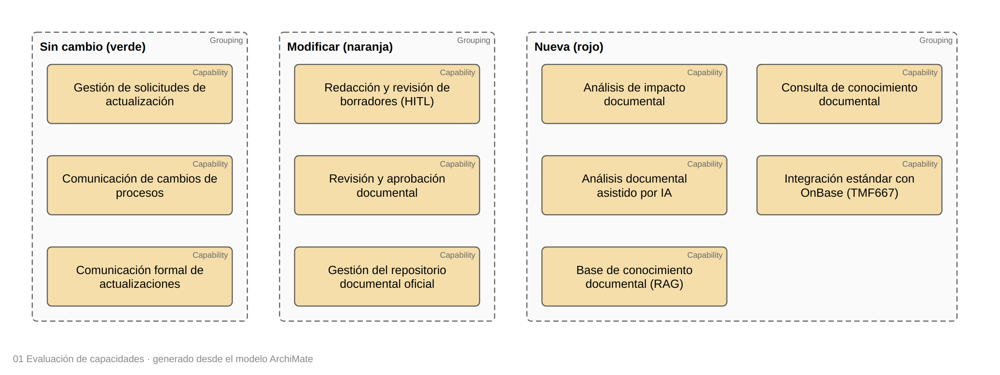 Grouping
Sin cambio (verde)
Capability
Gestión de solicitudes de
actualización
Capability
Comunicación de cambios de
procesos
Capability
Comunicación formal de
actualizaciones
Grouping
Modificar (naranja)
Capability
Redacción y revisión de
borradores (HITL)
Capability
Revisión y aprobación
documental
Capability
Gestión del repositorio
documental oficial
Grouping
Nueva (rojo)
Capability
Análisis de impacto
documental
Capability
Consulta de conocimiento
documental
Capability
Análisis documental
asistido por IA
Capability
Integración estándar con
OnBase (TMF667)
Capability
Base de conocimiento
documental (RAG)
01 Evaluación de capacidades · generado desde el modelo ArchiMate